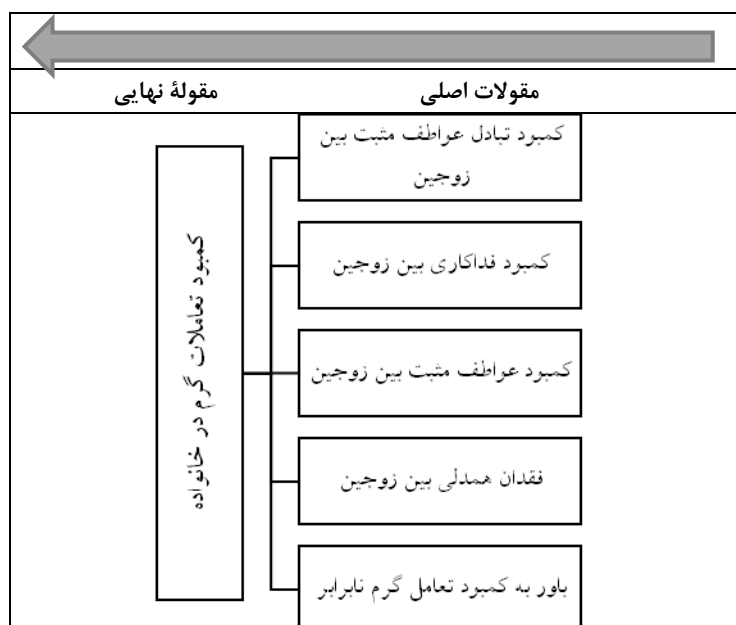 مقولات اصلی
مقولهٔ نهایی
کمبود تبادل عواطف مثبت بین
زوجین
کمبود فداکاری بین زوجین
کمبود عواطف مثبت بین زوجین
فقدان همدلی بین زوجین
باور به کمبود تعامل گرم نابرابر
کمبود تعاملات گرم در خانواده